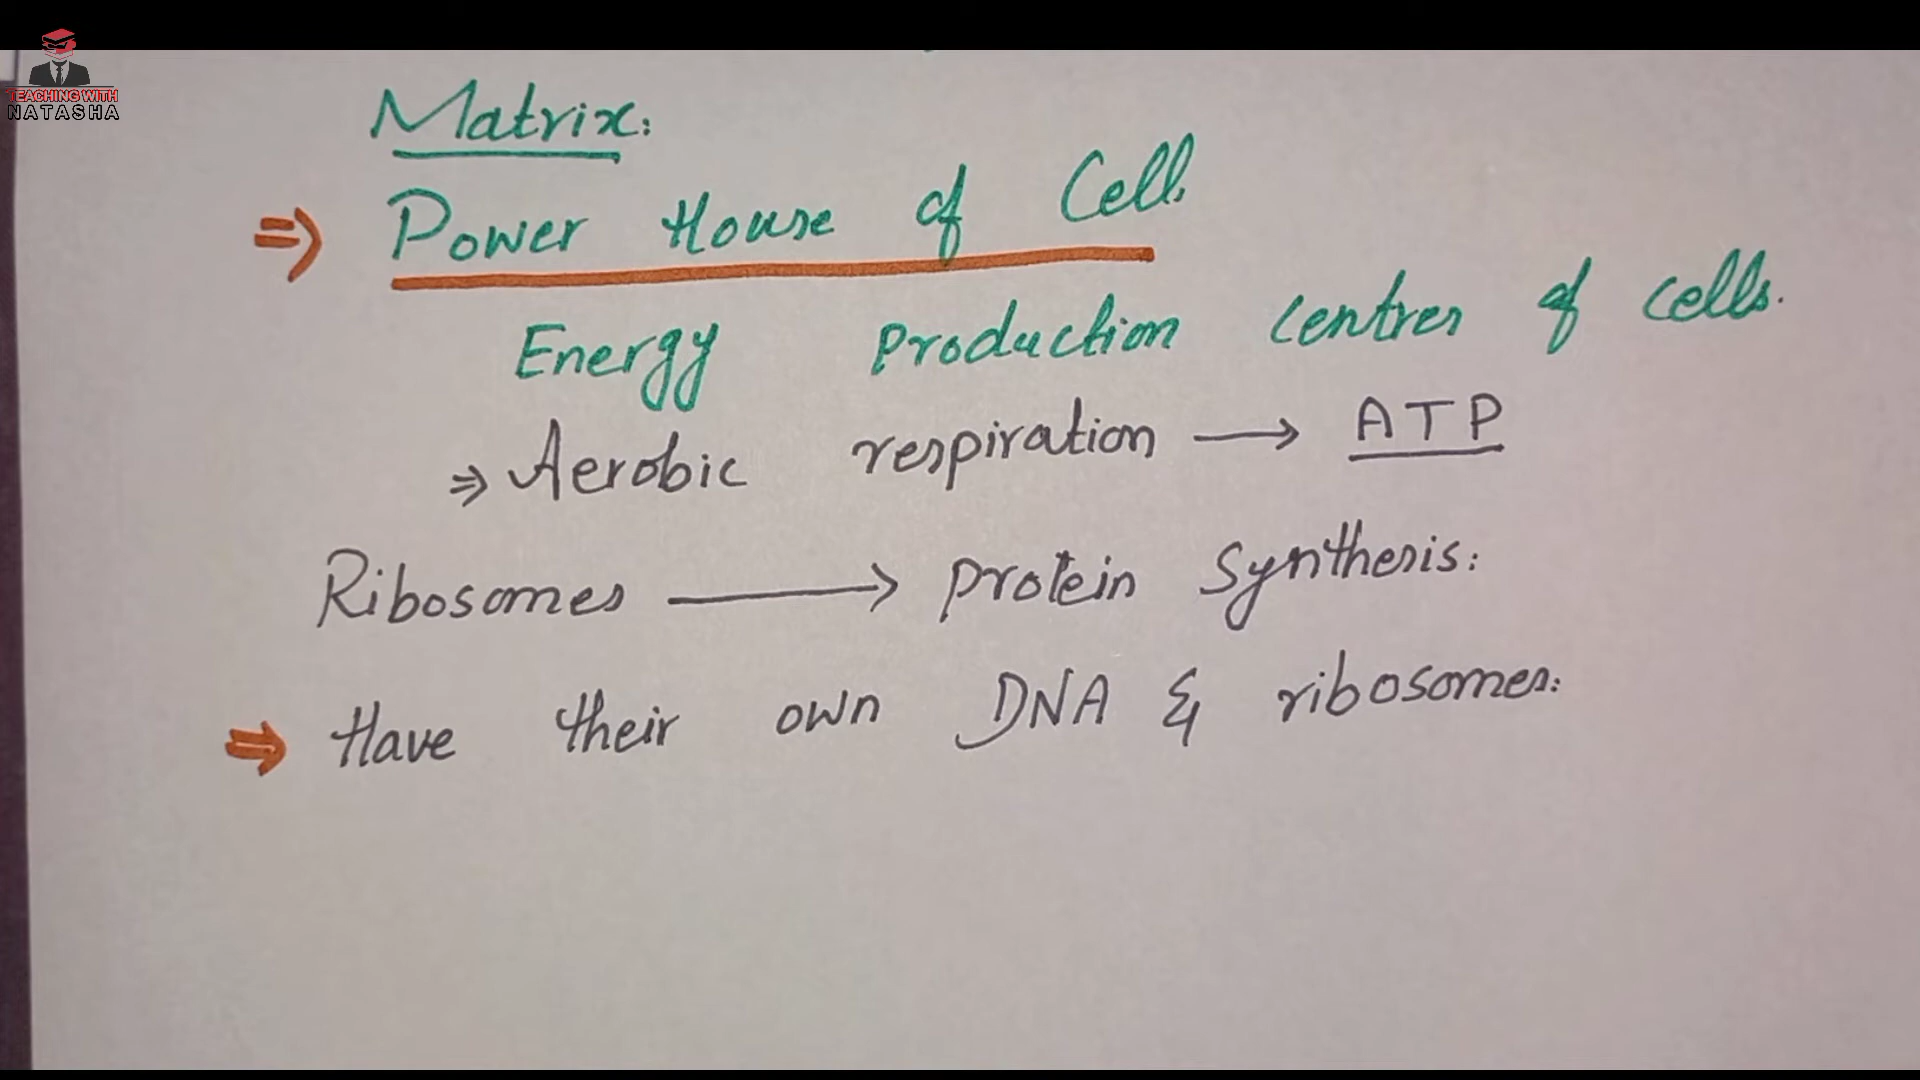 TEACHING WITH
NATASHA
Matrix:
⇒ Power House of Cell.
Energy Production centres of cells.
⇒ Aerobic respiration → ATP
Ribosomes → Protein Synthesis:
⇒ Have their own DNA & ribosomes: